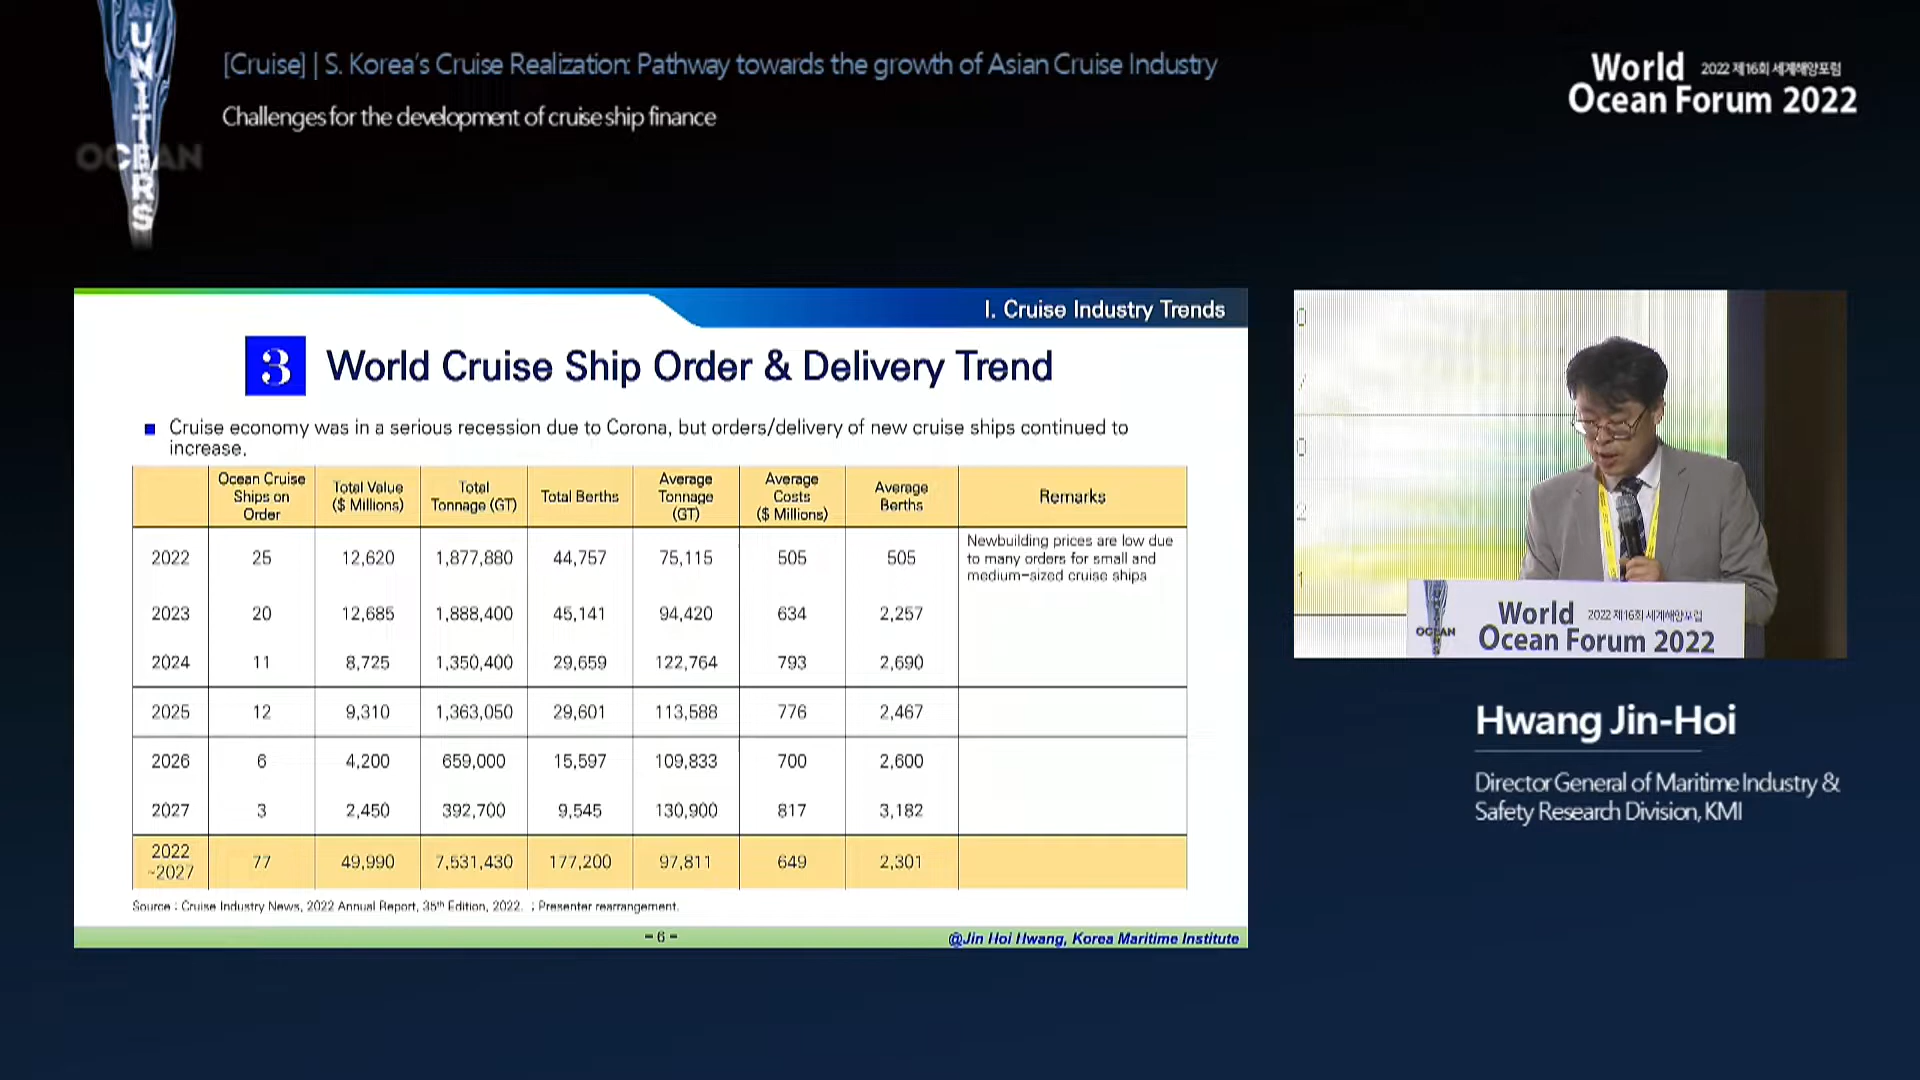 AS
UNITERS
OCEAN
[Cruise] | S. Korea's Cruise Realization: Pathway towards the growth of Asian Cruise Industry
Challenges for the development of cruise ship finance
World 2022 제16회 세계해양포럼
Ocean Forum 2022
I. Cruise Industry Trends
3 World Cruise Ship Order & Delivery Trend
■ Cruise economy was in a serious recession due to Corona, but orders/delivery of new cruise ships continued to
increase.
Ocean Cruise Ships on Order | Total Value ($ Millions) | Total Tonnage (GT) | Total Berths | Average Tonnage (GT) | Average Costs ($ Millions) | Average Berths | Remarks
2022 | 25 | 12,620 | 1,877,880 | 44,757 | 75,115 | 505 | 505 | Newbuilding prices are low due to many orders for small and medium-sized cruise ships
2023 | 20 | 12,685 | 1,888,400 | 45,141 | 94,420 | 634 | 2,257
2024 | 11 | 8,725 | 1,350,400 | 29,659 | 122,764 | 793 | 2,690
2025 | 12 | 9,310 | 1,363,050 | 29,601 | 113,588 | 776 | 2,467
2026 | 6 | 4,200 | 659,000 | 15,597 | 109,833 | 700 | 2,600
2027 | 3 | 2,450 | 392,700 | 9,545 | 130,900 | 817 | 3,182
2022 ~2027 | 77 | 49,990 | 7,531,430 | 177,200 | 97,811 | 649 | 2,301
Source : Cruise Industry News, 2022 Annual Report, 35th Edition, 2022. ; Presenter rearrangement.
- 6 -
@Jin Hoi Hwang, Korea Maritime Institute
0
7
0
2
1
OCEAN
World 2022 제16회 세계해양포럼
Ocean Forum 2022
Hwang Jin-Hoi
Director General of Maritime Industry &
Safety Research Division, KMI